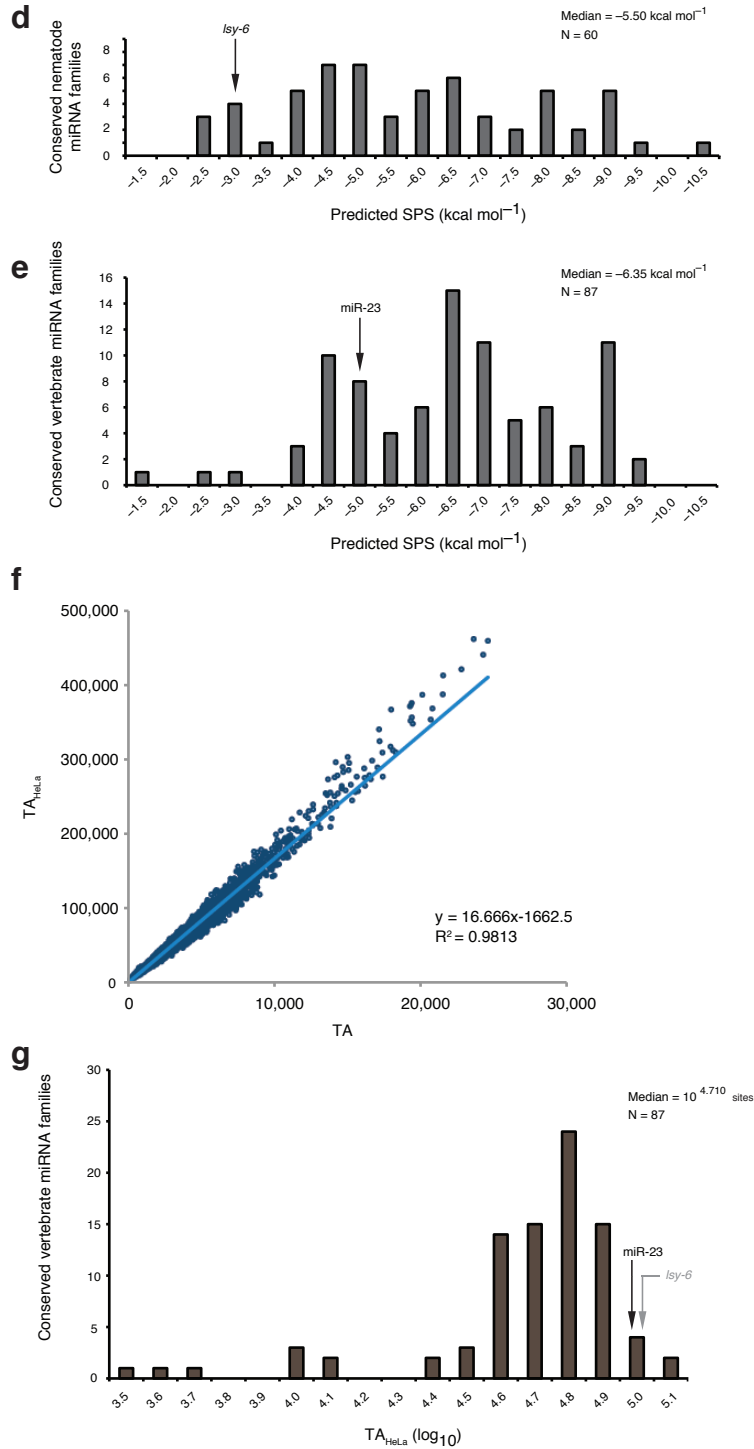 d
Conserved nematode
miRNA families
lsy-6
Median = –5.50 kcal mol⁻¹
N = 60
8
6
4
2
0
–1.5 –2.0 –2.5 –3.0 –3.5 –4.0 –4.5 –5.0 –5.5 –6.0 –6.5 –7.0 –7.5 –8.0 –8.5 –9.0 –9.5 –10.0 –10.5
Predicted SPS (kcal mol⁻¹)
e
Conserved vertebrate miRNA families
miR-23
Median = –6.35 kcal mol⁻¹
N = 87
16
14
12
10
8
6
4
2
0
–1.5 –2.0 –2.5 –3.0 –3.5 –4.0 –4.5 –5.0 –5.5 –6.0 –6.5 –7.0 –7.5 –8.0 –8.5 –9.0 –9.5 –10.0 –10.5
Predicted SPS (kcal mol⁻¹)
f
TA_HeLa
500,000
400,000
300,000
200,000
100,000
0
y = 16.666x-1662.5
R² = 0.9813
0 10,000 20,000 30,000
TA
g
Conserved vertebrate miRNA families
30
25
20
15
10
5
0
Median = 10^4.710 sites
N = 87
miR-23
lsy-6
3.5 3.6 3.7 3.8 3.9 4.0 4.1 4.2 4.3 4.4 4.5 4.6 4.7 4.8 4.9 5.0 5.1
TA_HeLa (log₁₀)